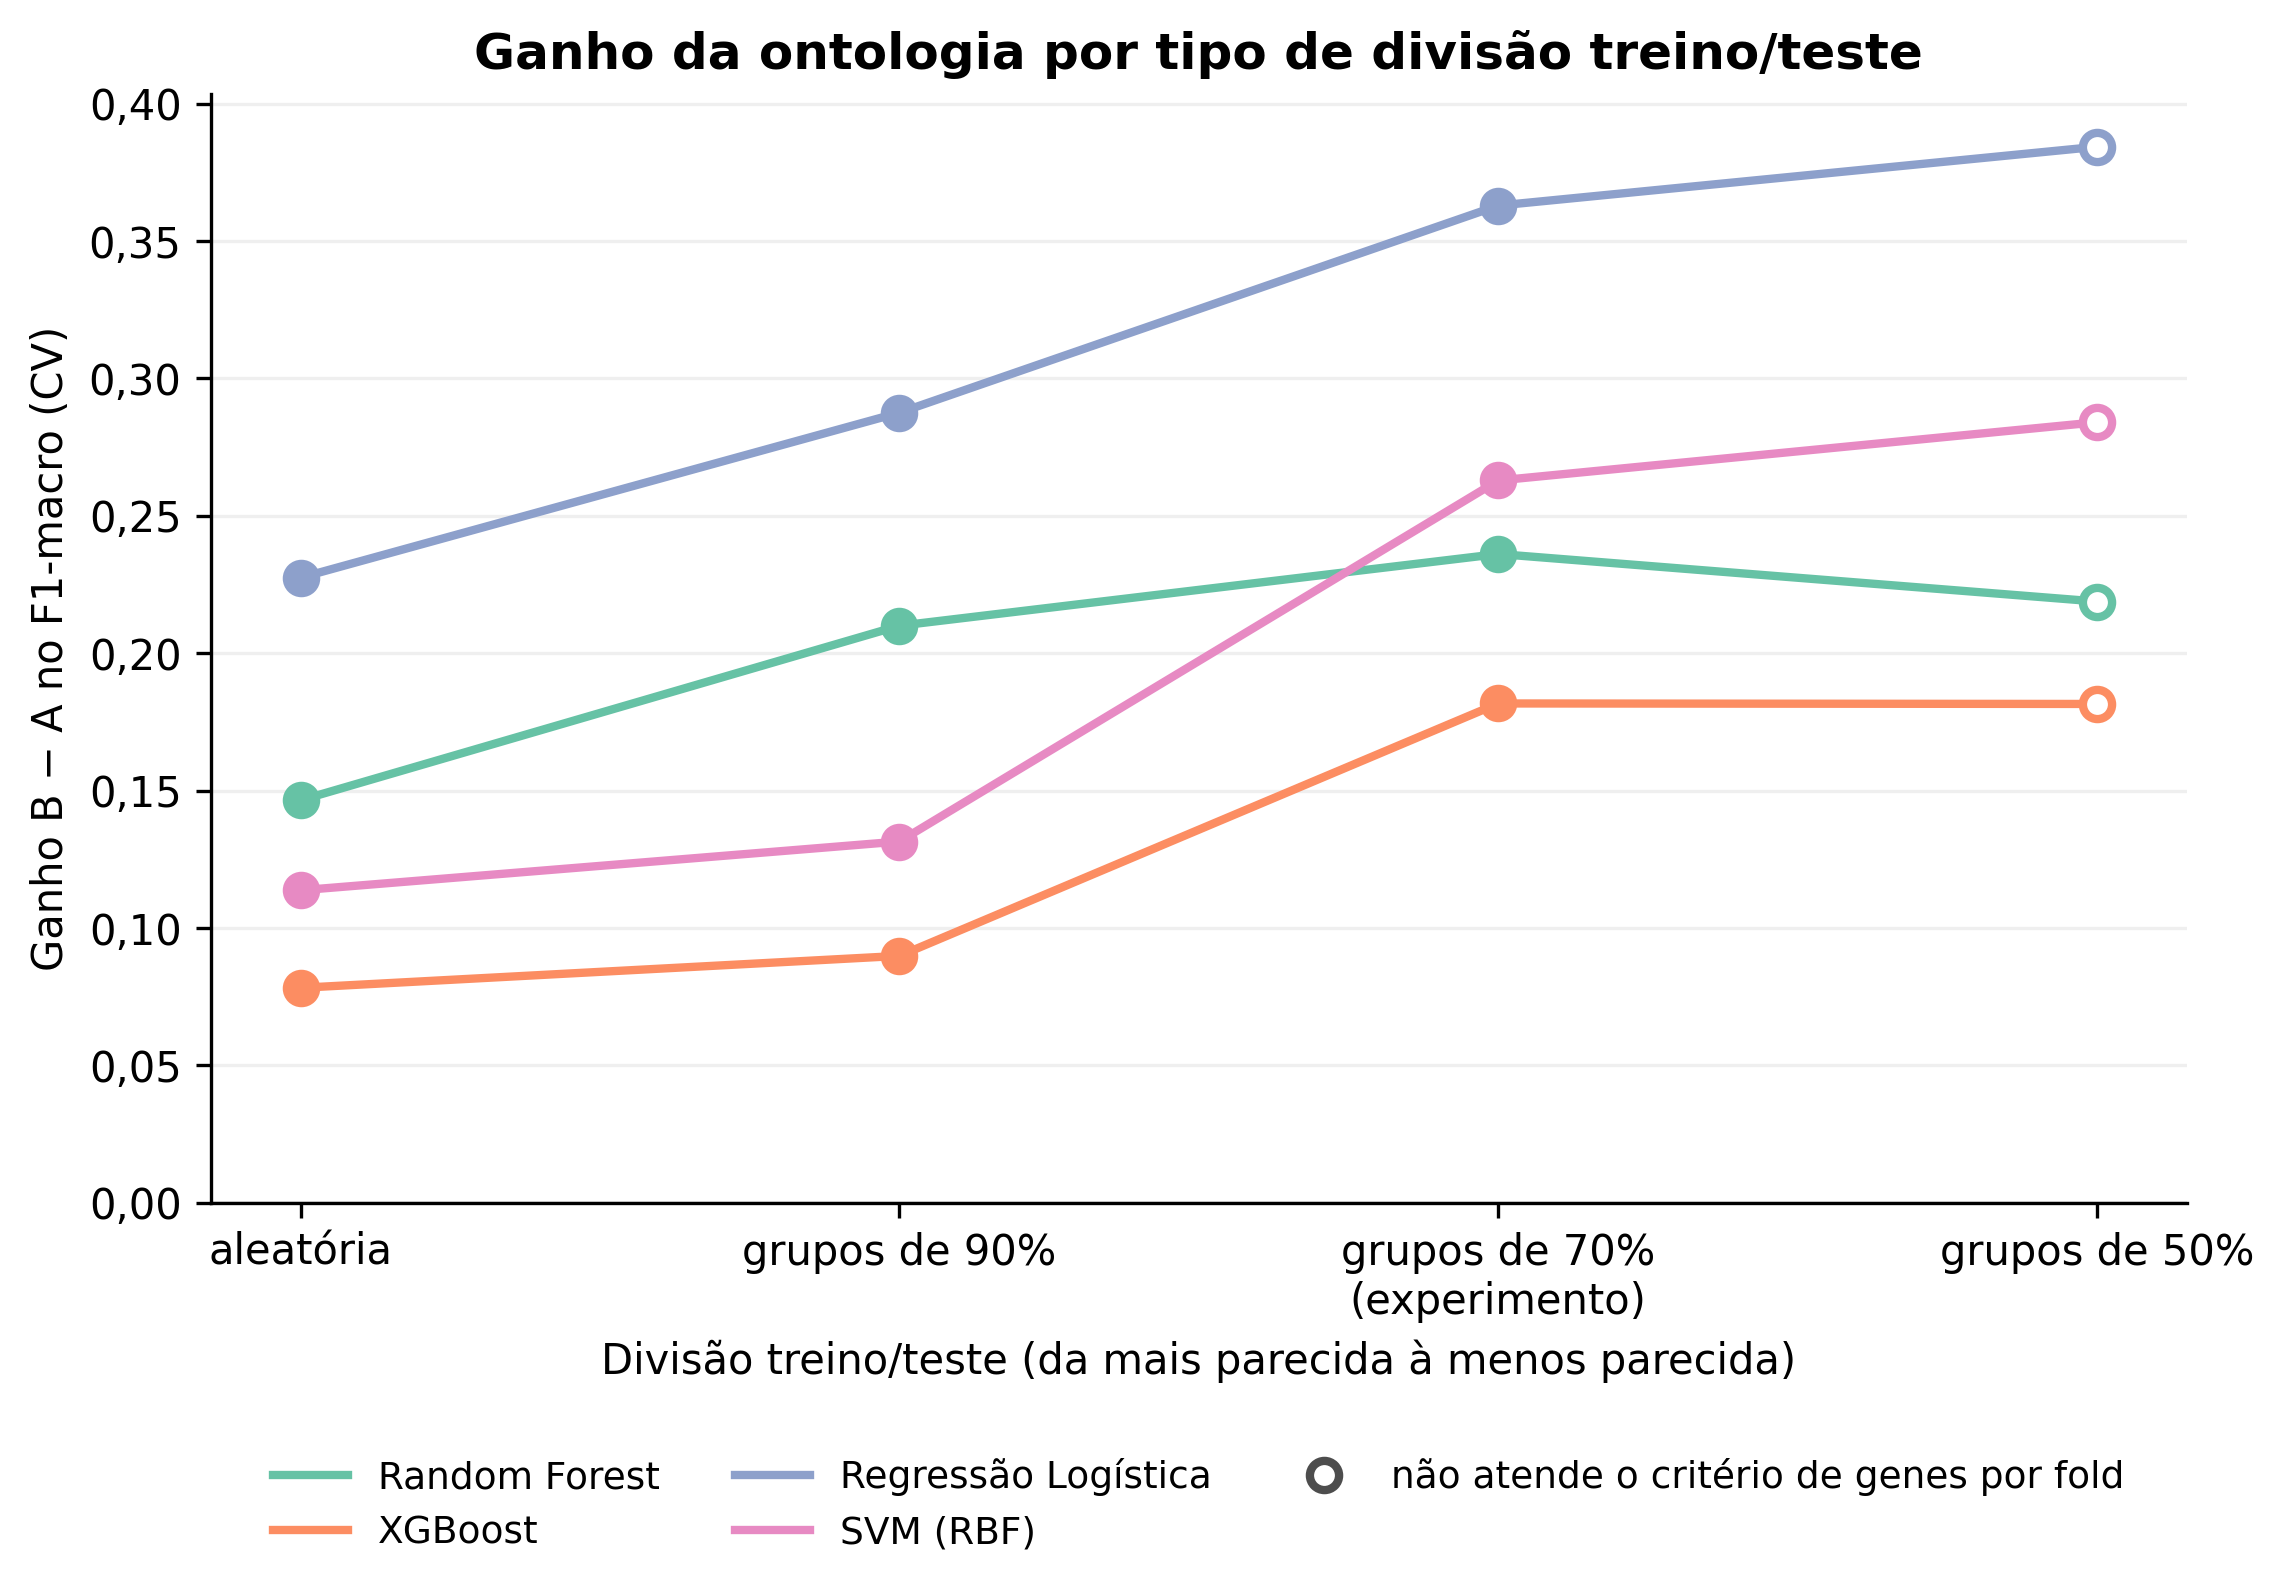 Ganho da ontologia por tipo de divisão treino/teste
Ganho B − A no F1-macro (CV)
0,40
0,35
0,30
0,25
0,20
0,15
0,10
0,05
0,00
aleatória
grupos de 90%
grupos de 70%
(experimento)
grupos de 50%
Divisão treino/teste (da mais parecida à menos parecida)
Random Forest
XGBoost
Regressão Logística
SVM (RBF)
não atende o critério de genes por fold